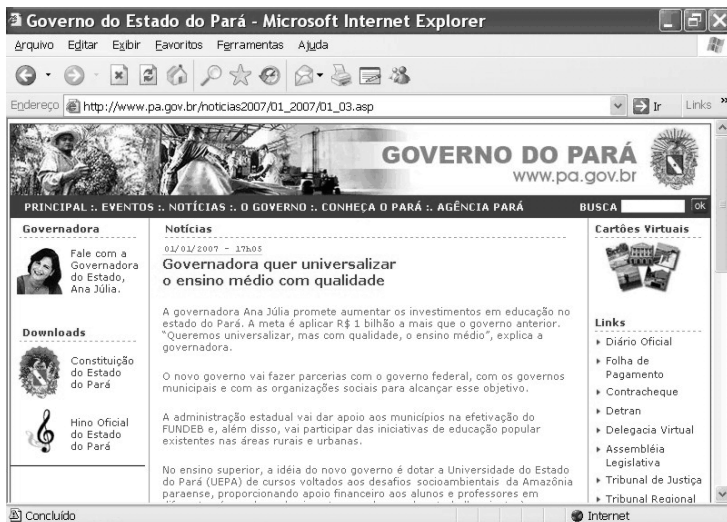 Governo do Estado do Pará - Microsoft Internet Explorer
Arquivo Editar Exibir Favoritos Ferramentas Ajuda
Endereço http://www.pa.gov.br/noticias2007/01_2007/01_03.asp Ir Links »
GOVERNO DO PARÁ
www.pa.gov.br
PRINCIPAL :. EVENTOS :. NOTÍCIAS :. O GOVERNO :. CONHEÇA O PARÁ :. AGÊNCIA PARÁ BUSCA ok
Governadora
Fale com a
Governadora
do Estado,
Ana Júlia.
Downloads
Constituição
do Estado
do Pará
Hino Oficial
do Estado
do Pará
Notícias
01/01/2007 - 17h05
Governadora quer universalizar
o ensino médio com qualidade
A governadora Ana Júlia promete aumentar os investimentos em educação no
estado do Pará. A meta é aplicar R$ 1 bilhão a mais que o governo anterior.
"Queremos universalizar, mas com qualidade, o ensino médio", explica a
governadora.
O novo governo vai fazer parcerias com o governo federal, com os governos
municipais e com as organizações sociais para alcançar esse objetivo.
A administração estadual vai dar apoio aos municípios na efetivação do
FUNDEB e, além disso, vai participar das iniciativas de educação popular
existentes nas áreas rurais e urbanas.
No ensino superior, a idéia do novo governo é dotar a Universidade do Estado
do Pará (UEPA) de cursos voltados aos desafios socioambientais da Amazônia
paraense, proporcionando apoio financeiro aos alunos e professores em
Cartões Virtuais
Links
Diário Oficial
Folha de
Pagamento
Contracheque
Detran
Delegacia Virtual
Assembléia
Legislativa
Tribunal de Justiça
Tribunal Regional
Concluído Internet